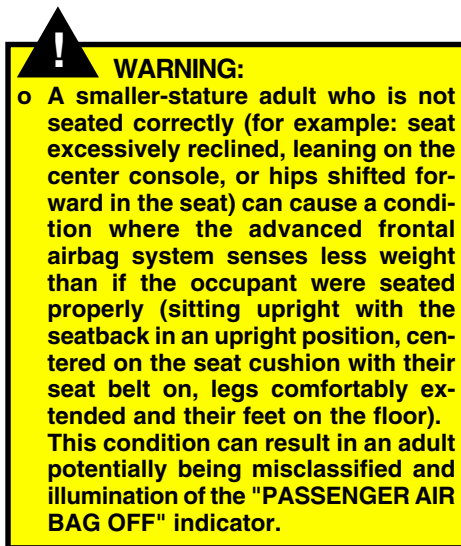 !
WARNING:
o A smaller-stature adult who is not
seated correctly (for example: seat
excessively reclined, leaning on the
center console, or hips shifted for-
ward in the seat) can cause a condi-
tion where the advanced frontal
airbag system senses less weight
than if the occupant were seated
properly (sitting upright with the
seatback in an upright position, cen-
tered on the seat cushion with their
seat belt on, legs comfortably ex-
tended and their feet on the floor).
This condition can result in an adult
potentially being misclassified and
illumination of the "PASSENGER AIR
BAG OFF" indicator.